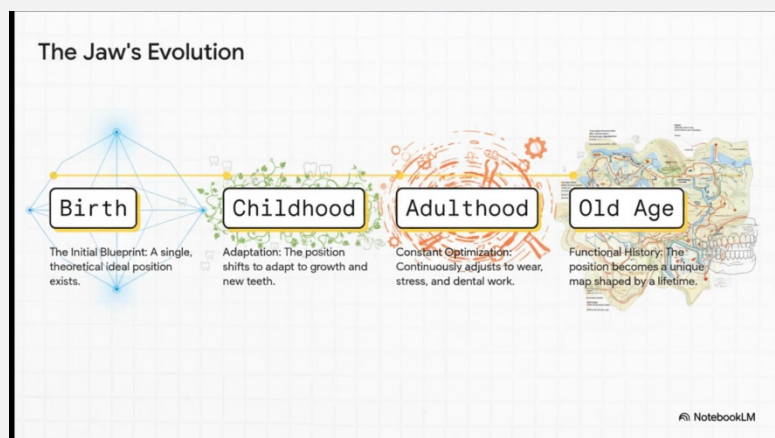 The Jaw's Evolution
Birth
The Initial Blueprint: A single,
theoretical ideal position
exists.
Childhood
Adaptation: The position
shifts to adapt to growth and
new teeth.
Adulthood
Constant Optimization:
Continuously adjusts to wear,
stress, and dental work.
Old Age
Functional History: The
position becomes a unique
map shaped by a lifetime.
NotebookLM